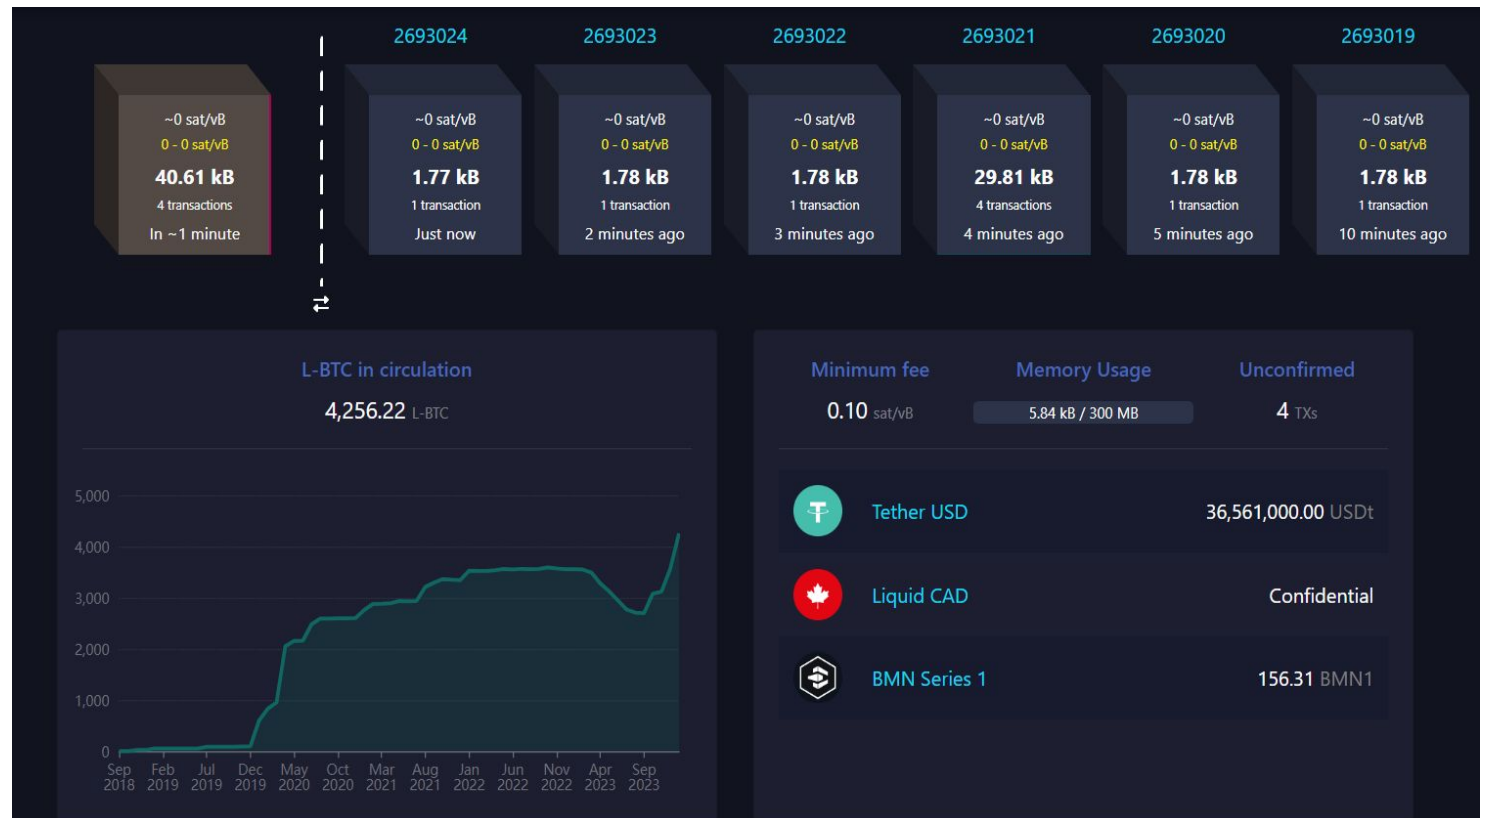 2693024 2693023 2693022 2693021 2693020 2693019
~0 sat/vB ~0 sat/vB ~0 sat/vB ~0 sat/vB ~0 sat/vB ~0 sat/vB ~0 sat/vB
0 - 0 sat/vB 0 - 0 sat/vB 0 - 0 sat/vB 0 - 0 sat/vB 0 - 0 sat/vB 0 - 0 sat/vB 0 - 0 sat/vB
40.61 kB 1.77 kB 1.78 kB 1.78 kB 29.81 kB 1.78 kB 1.78 kB
4 transactions 1 transaction 1 transaction 1 transaction 4 transactions 1 transaction 1 transaction
In ~1 minute Just now 2 minutes ago 3 minutes ago 4 minutes ago 5 minutes ago 10 minutes ago
L-BTC in circulation
4,256.22 L-BTC
5,000
4,000
3,000
2,000
1,000
0
Sep Feb Jul Dec May Oct Mar Aug Jan Jun Nov Apr Sep
2018 2019 2019 2019 2020 2020 2021 2021 2022 2022 2022 2023 2023
Minimum fee Memory Usage Unconfirmed
0.10 sat/vB 5.84 kB / 300 MB 4 TXs
Tether USD 36,561,000.00 USDt
Liquid CAD Confidential
BMN Series 1 156.31 BMN1